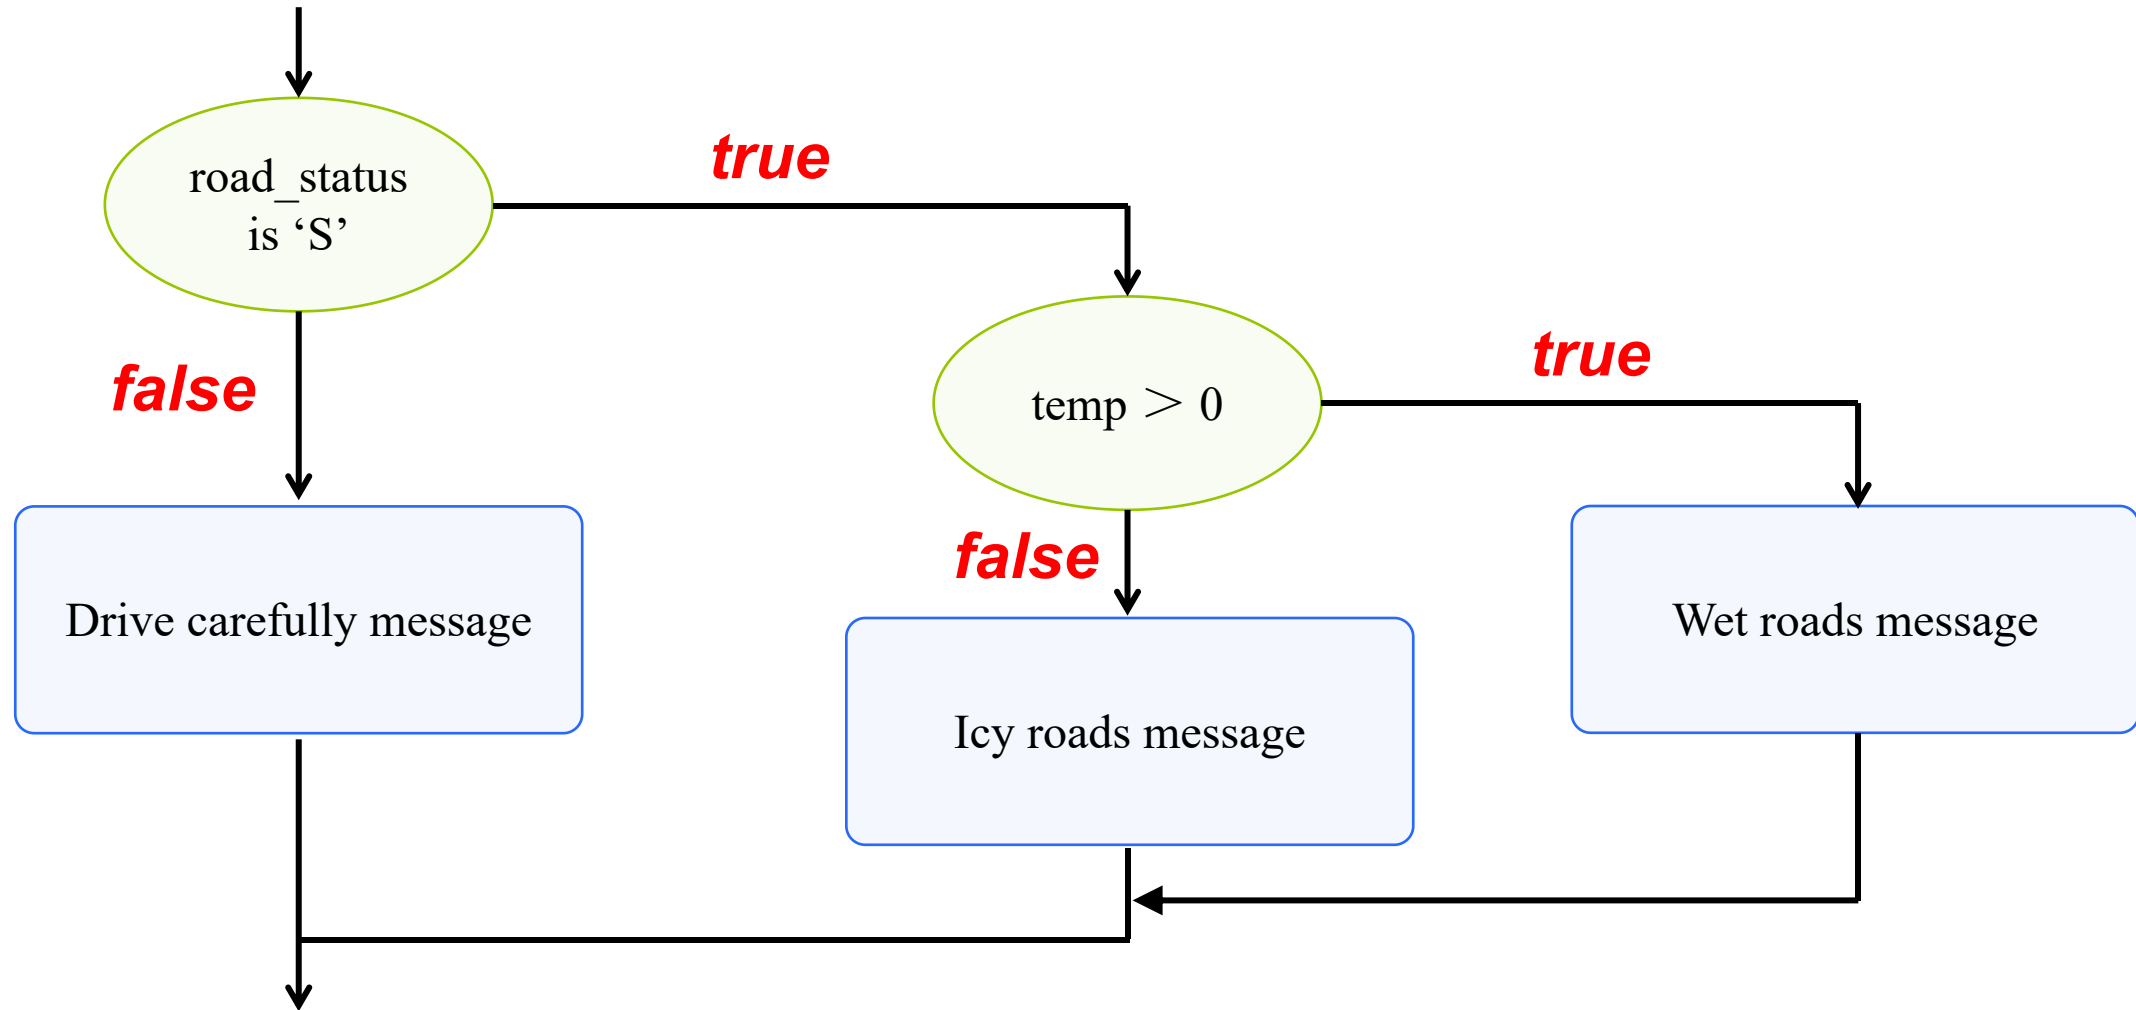 road_status
is ‘S’
true
false
temp > 0
true
false
Drive carefully message
Icy roads message
Wet roads message